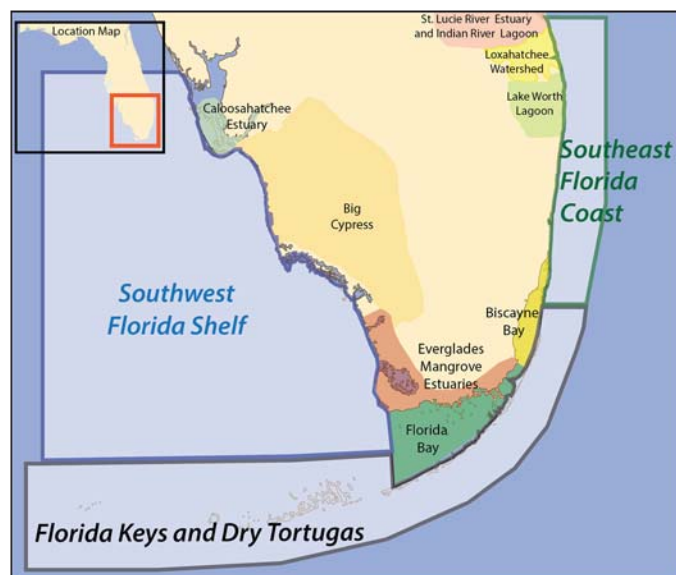 Location Map
St. Lucie River Estuary
and Indian River Lagoon
Loxahatchee
Watershed
Lake Worth
Lagoon
Caloosahatchee
Estuary
Southeast
Florida
Coast
Big
Cypress
Southwest
Florida Shelf
Biscayne
Bay
Everglades
Mangrove
Estuaries
Florida
Bay
Florida Keys and Dry Tortugas